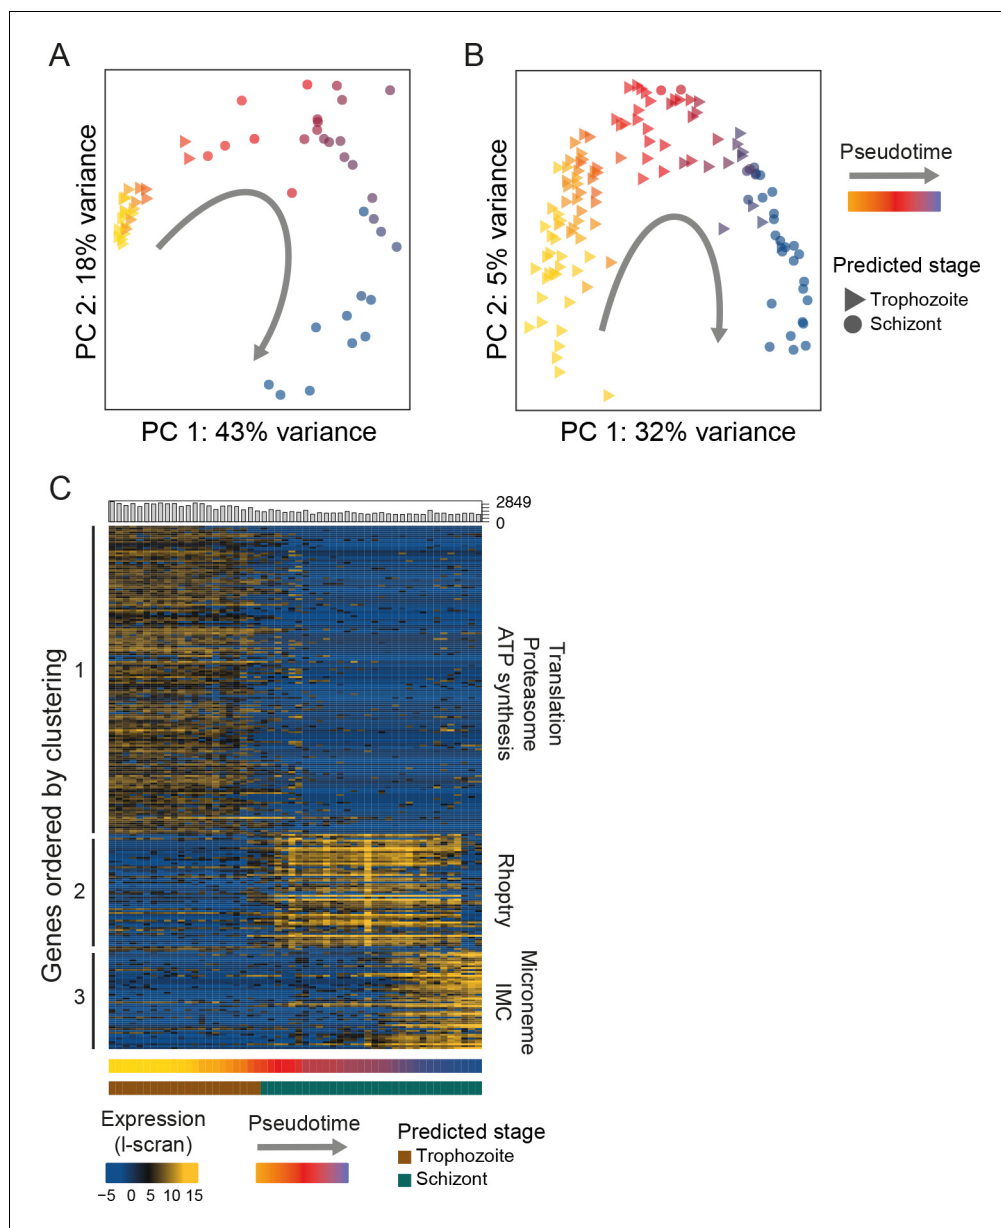 A
B
PC 2: 18% variance
PC 1: 43% variance
PC 2: 5% variance
PC 1: 32% variance
Pseudotime
Predicted stage
Trophozoite
Schizont
C
2849
0
Genes ordered by clustering
1
2
3
Translation
Proteasome
ATP synthesis
Rhoptry
Microneme
IMC
Expression
(l-scran)
−5 0 5 10 15
Pseudotime
Predicted stage
Trophozoite
Schizont